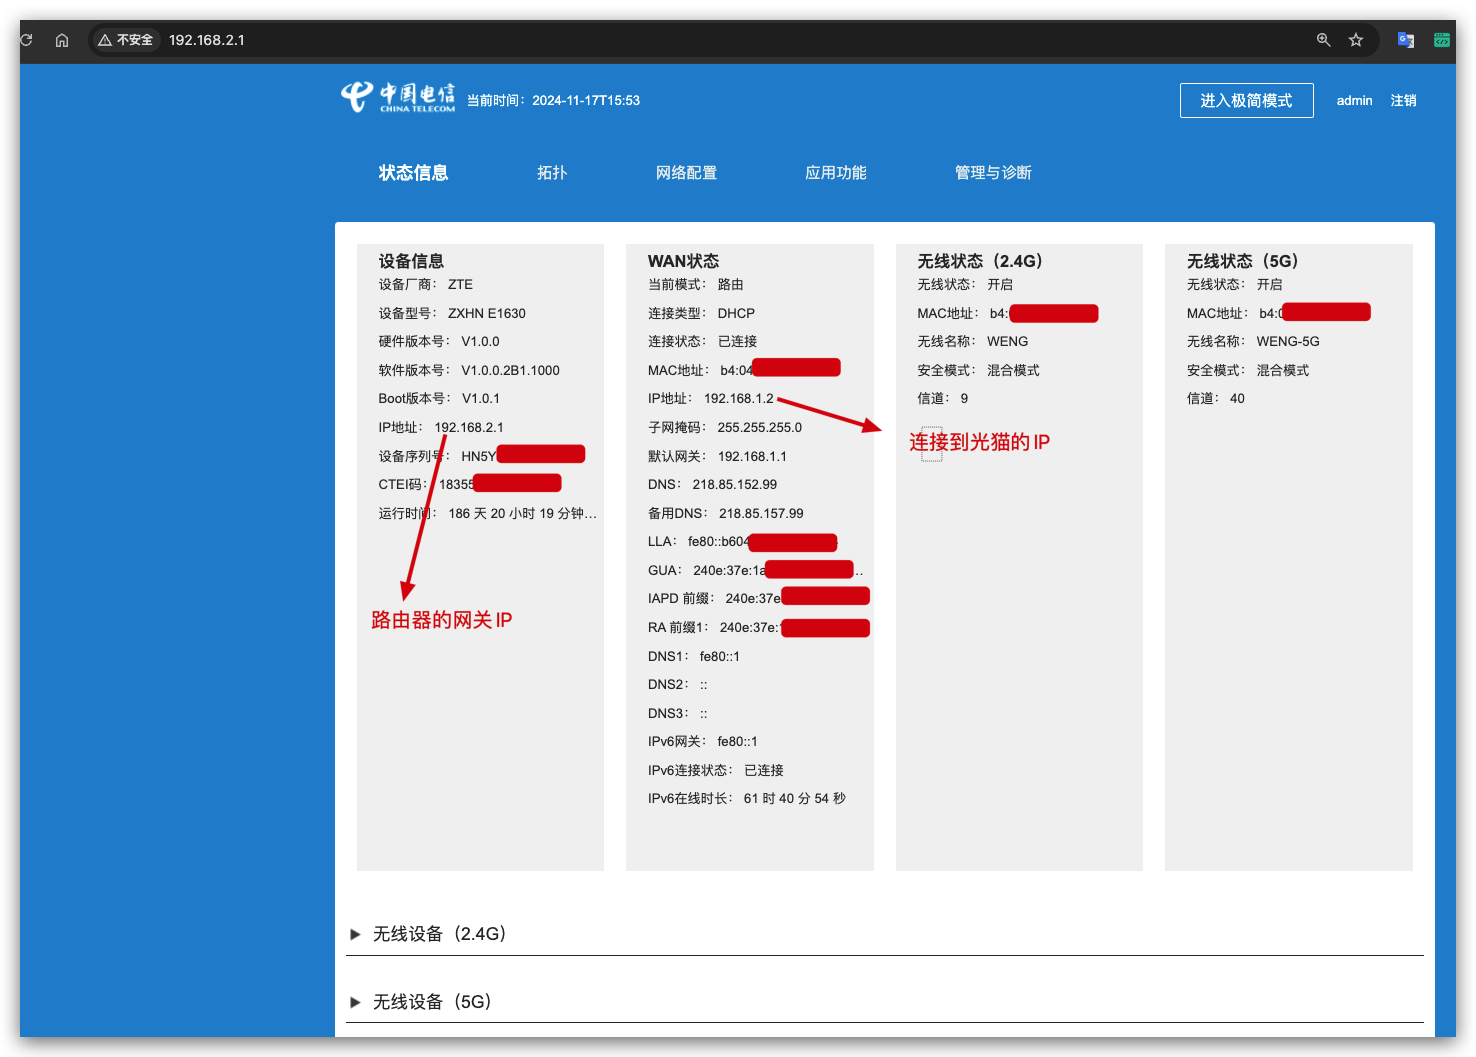 不安全 192.168.2.1
中国电信
CHINA TELECOM
当前时间：2024-11-17T15:53
进入极简模式 admin 注销
状态信息 拓扑 网络配置 应用功能 管理与诊断
设备信息
设备厂商： ZTE
设备型号： ZXHN E1630
硬件版本号： V1.0.0
软件版本号： V1.0.0.2B1.1000
Boot版本号： V1.0.1
IP地址： 192.168.2.1
设备序列号： HN5Y
CTEI码： 18355
运行时间： 186 天 20 小时 19 分钟...
路由器的网关 IP
WAN状态
当前模式： 路由
连接类型： DHCP
连接状态： 已连接
MAC地址： b4:04
IP地址： 192.168.1.2
子网掩码： 255.255.255.0
默认网关： 192.168.1.1
DNS： 218.85.152.99
备用DNS： 218.85.157.99
LLA： fe80::b604
GUA： 240e:37e:1a ...
IAPD 前缀： 240e:37e
RA 前缀1： 240e:37e:
DNS1： fe80::1
DNS2： ::
DNS3： ::
IPv6网关： fe80::1
IPv6连接状态： 已连接
IPv6在线时长： 61 时 40 分 54 秒
无线状态（2.4G）
无线状态： 开启
MAC地址： b4:
无线名称： WENG
安全模式： 混合模式
信道： 9
连接到光猫的 IP
无线状态（5G）
无线状态： 开启
MAC地址： b4:0
无线名称： WENG-5G
安全模式： 混合模式
信道： 40
无线设备（2.4G）
无线设备（5G）